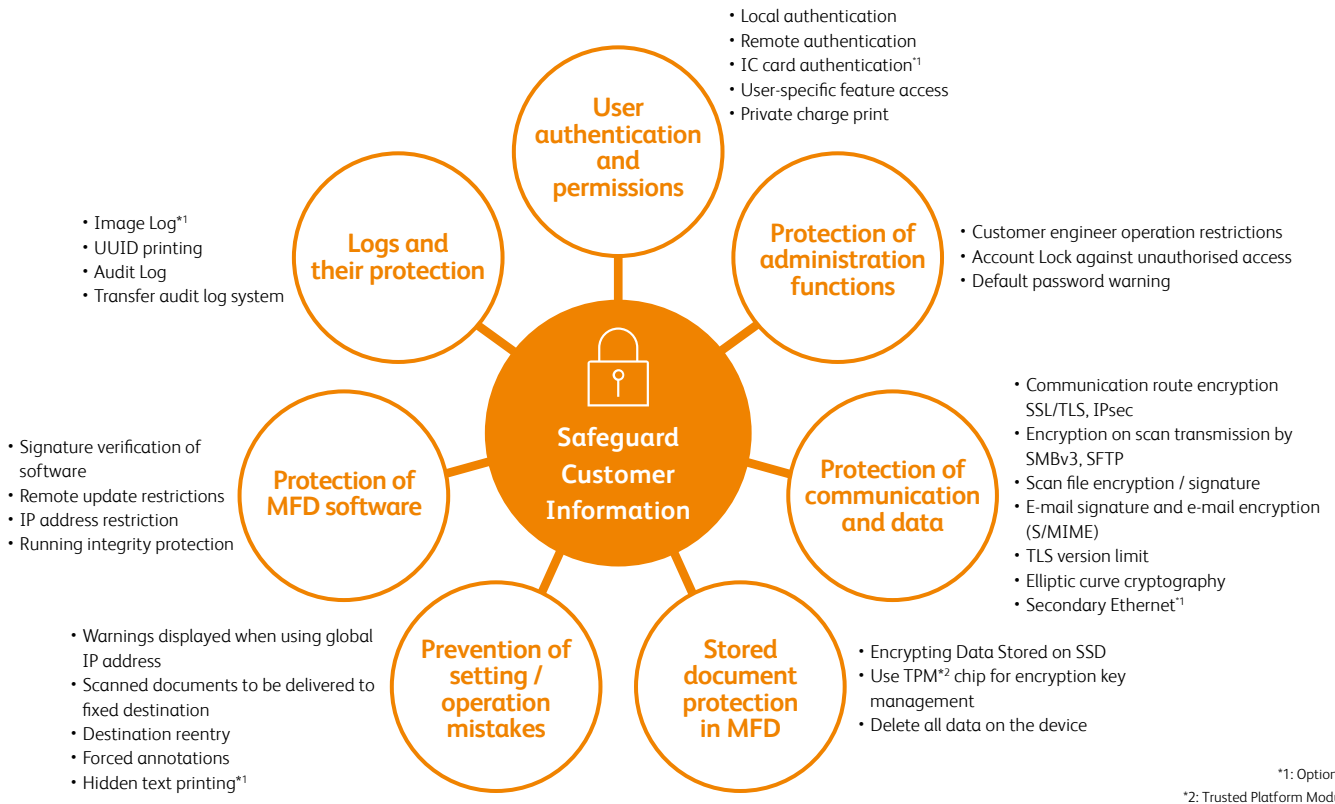 • Local authentication
• Remote authentication
• IC card authentication*1
• User-specific feature access
• Private charge print
User
authentication
and
permissions
• Image Log*1
• UUID printing
• Audit Log
• Transfer audit log system
Logs and
their protection
Protection of
administration
functions
• Customer engineer operation restrictions
• Account Lock against unauthorised access
• Default password warning
Safeguard
Customer
Information
• Signature verification of
software
• Remote update restrictions
• IP address restriction
• Running integrity protection
Protection of
MFD software
Protection of
communication
and data
• Communication route encryption
SSL/TLS, IPsec
• Encryption on scan transmission by
SMBv3, SFTP
• Scan file encryption / signature
• E-mail signature and e-mail encryption
(S/MIME)
• TLS version limit
• Elliptic curve cryptography
• Secondary Ethernet*1
• Warnings displayed when using global
IP address
• Scanned documents to be delivered to
fixed destination
• Destination reentry
• Forced annotations
• Hidden text printing*1
Prevention of
setting /
operation
mistakes
Stored
document
protection
in MFD
• Encrypting Data Stored on SSD
• Use TPM*2 chip for encryption key
management
• Delete all data on the device
*1: Option
*2: Trusted Platform Modu